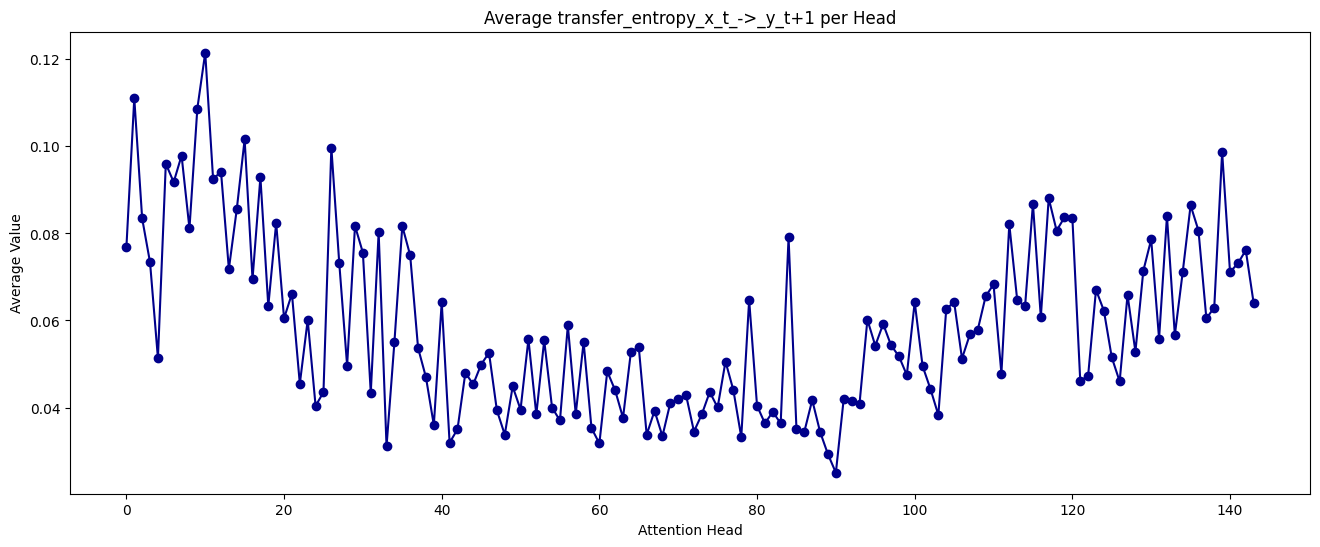 Average transfer_entropy_x_t_->_y_t+1 per Head
Average Value
0.12
0.10
0.08
0.06
0.04
0 20 40 60 80 100 120 140
Attention Head